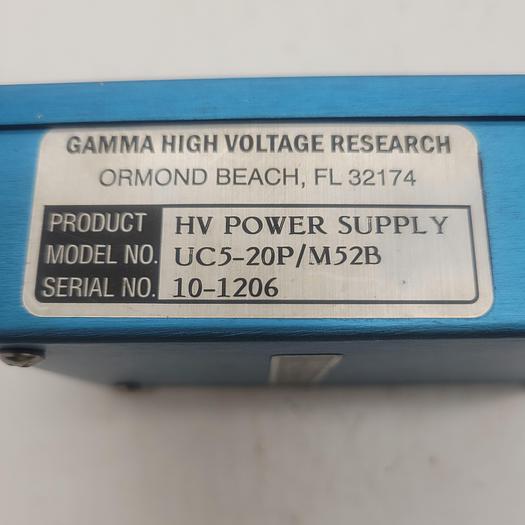 GAMMA HIGH VOLTAGE RESEARCH
ORMOND BEACH, FL 32174
PRODUCT HV POWER SUPPLY
MODEL NO. UC5-20P/M52B
SERIAL NO. 10-1206